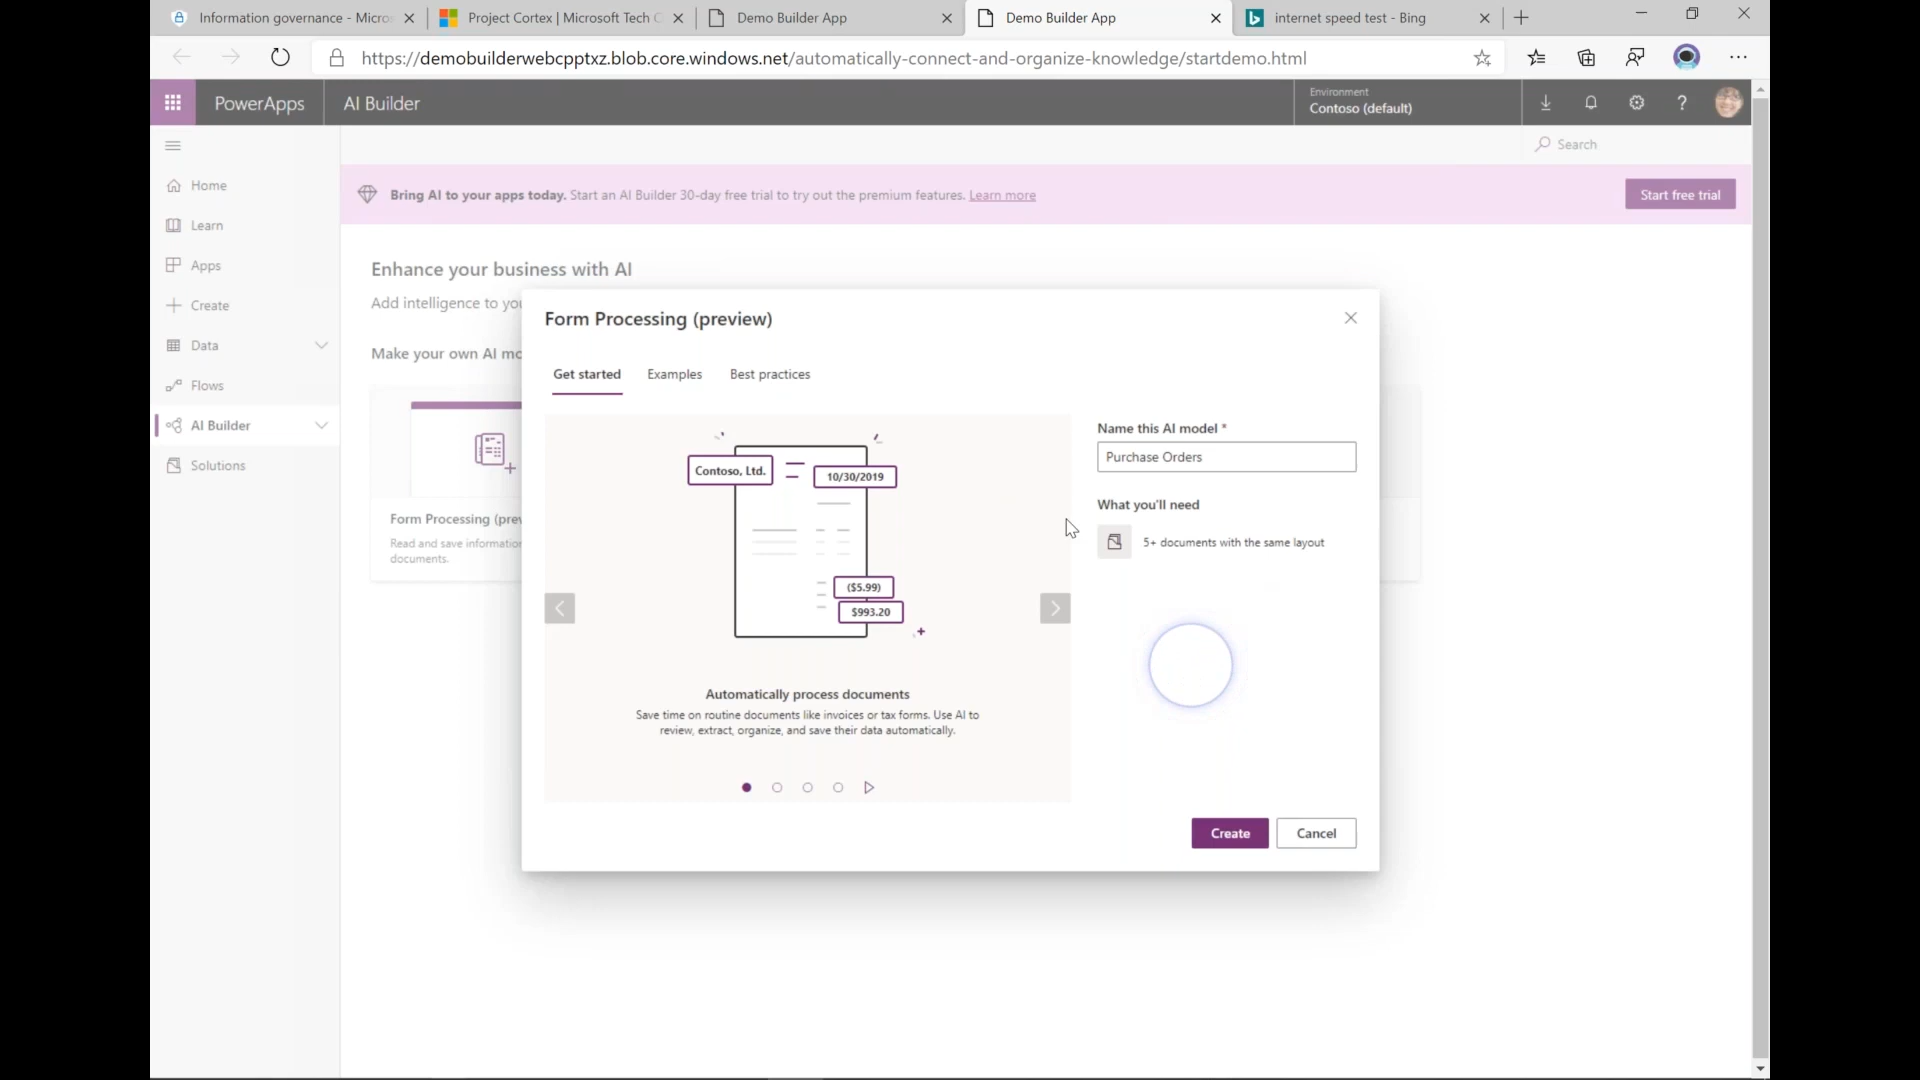 Information governance - Micros
Project Cortex | Microsoft Tech C
Demo Builder App
Demo Builder App
internet speed test - Bing
https://demobuilderwebcpptxz.blob.core.windows.net/automatically-connect-and-organize-knowledge/startdemo.html
PowerApps
AI Builder
Environment
Contoso (default)
?
Search
Home
Learn
Apps
Create
Data
Flows
AI Builder
Solutions
Bring AI to your apps today. Start an AI Builder 30-day free trial to try out the premium features. Learn more
Start free trial
Enhance your business with AI
Add intelligence to you
Make your own AI mo
Form Processing (prev
Read and save information
documents.
Form Processing (preview)
Get started
Examples
Best practices
Contoso, Ltd.
10/30/2019
($5.99)
$993.20
Automatically process documents
Save time on routine documents like invoices or tax forms. Use AI to
review, extract, organize, and save their data automatically.
Name this AI model *
Purchase Orders
What you'll need
5+ documents with the same layout
Create
Cancel